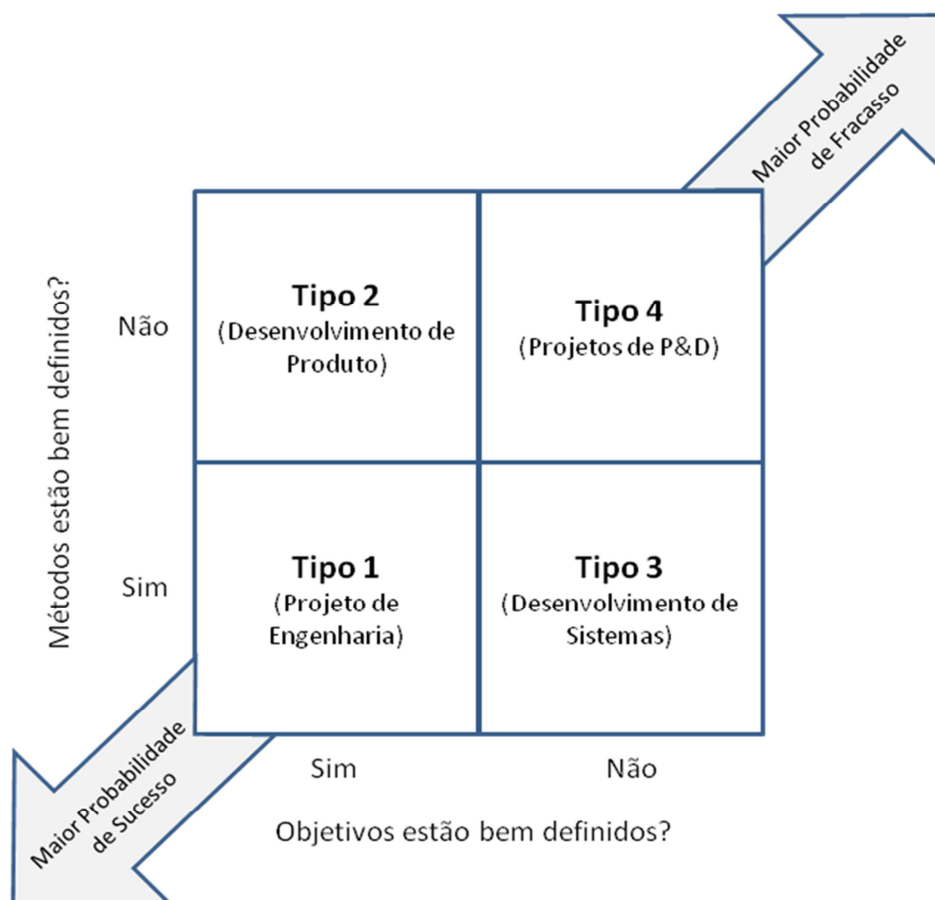 Maior Probabilidade
de Fracasso
Métodos estão bem definidos?
Não
Tipo 2
(Desenvolvimento de
Produto)
Tipo 4
(Projetos de P&D)
Sim
Tipo 1
(Projeto de
Engenharia)
Tipo 3
(Desenvolvimento de
Sistemas)
Maior Probabilidade
de Sucesso
Sim
Não
Objetivos estão bem definidos?